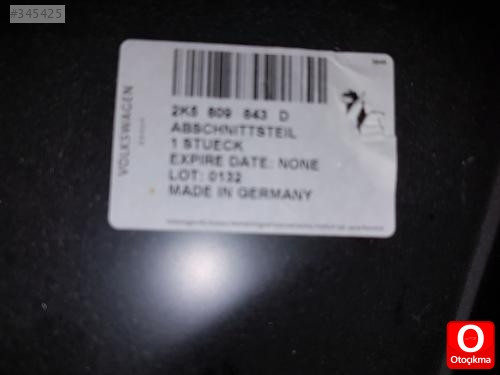 #345425
VOLKSWAGEN
2K5 809 843 D
ABSCHNITTSTEIL
1 STUECK
EXPIRE DATE: NONE
LOT: 0132
MADE IN GERMANY
O
Otoçıkma